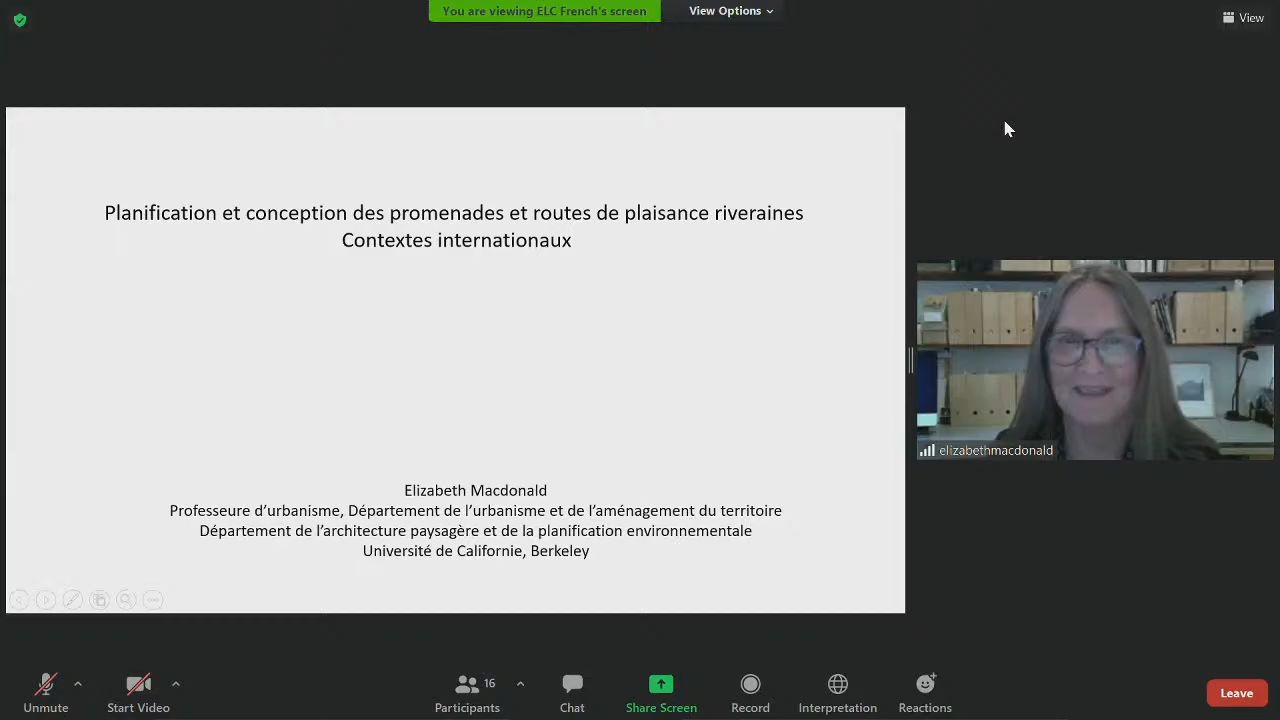 You are viewing ELC French's screen
View Options
View
Planification et conception des promenades et routes de plaisance riveraines
Contextes internationaux
elizabethmacdonald
Elizabeth Macdonald
Professeure d’urbanisme, Département de l’urbanisme et de l’aménagement du territoire
Département de l’architecture paysagère et de la planification environnementale
Université de Californie, Berkeley
Unmute
Start Video
Participants
16
Chat
Share Screen
Record
Interpretation
Reactions
Leave